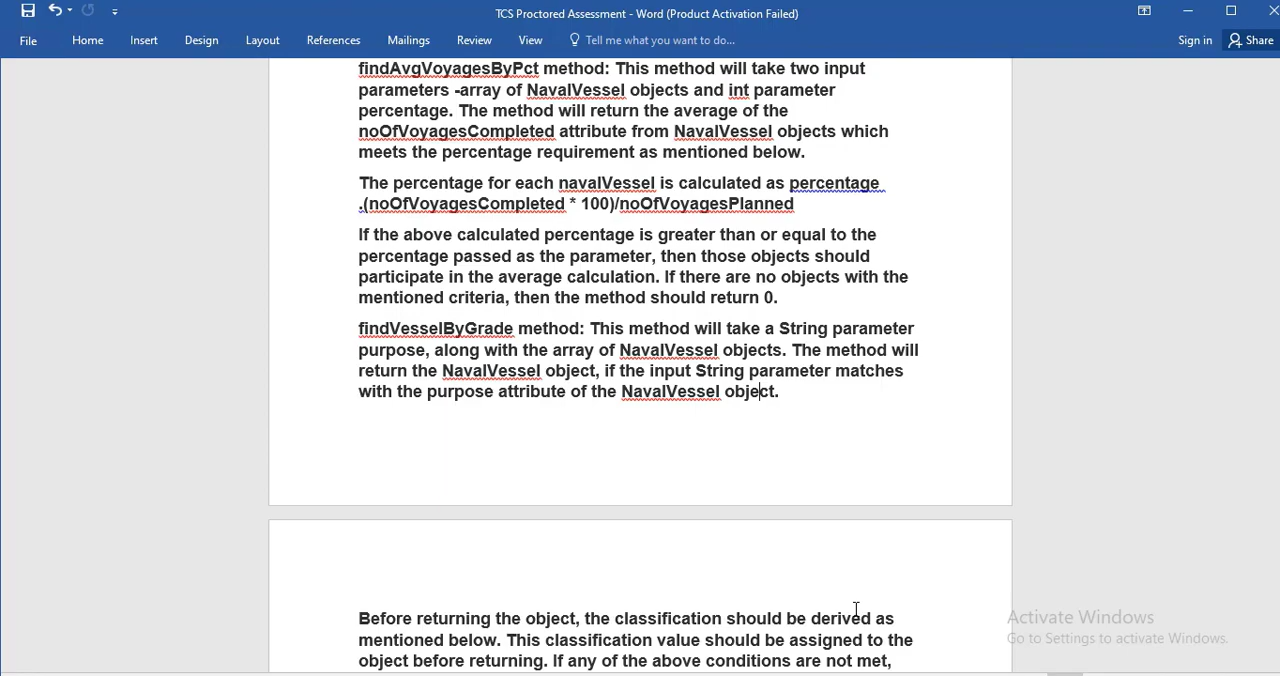 TCS Proctored Assessment - Word (Product Activation Failed)
File Home Insert Design Layout References Mailings Review View Tell me what you want to do... Sign in Share
findAvgVoyagesByPct method: This method will take two input
parameters -array of NavalVessel objects and int parameter
percentage. The method will return the average of the
noOfVoyagesCompleted attribute from NavalVessel objects which
meets the percentage requirement as mentioned below.
The percentage for each navalVessel is calculated as percentage
.(noOfVoyagesCompleted * 100)/noOfVoyagesPlanned
If the above calculated percentage is greater than or equal to the
percentage passed as the parameter, then those objects should
participate in the average calculation. If there are no objects with the
mentioned criteria, then the method should return 0.
findVesselByGrade method: This method will take a String parameter
purpose, along with the array of NavalVessel objects. The method will
return the NavalVessel object, if the input String parameter matches
with the purpose attribute of the NavalVessel object.
Before returning the object, the classification should be derived as
mentioned below. This classification value should be assigned to the
object before returning. If any of the above conditions are not met,
Activate Windows
Go to Settings to activate Windows.